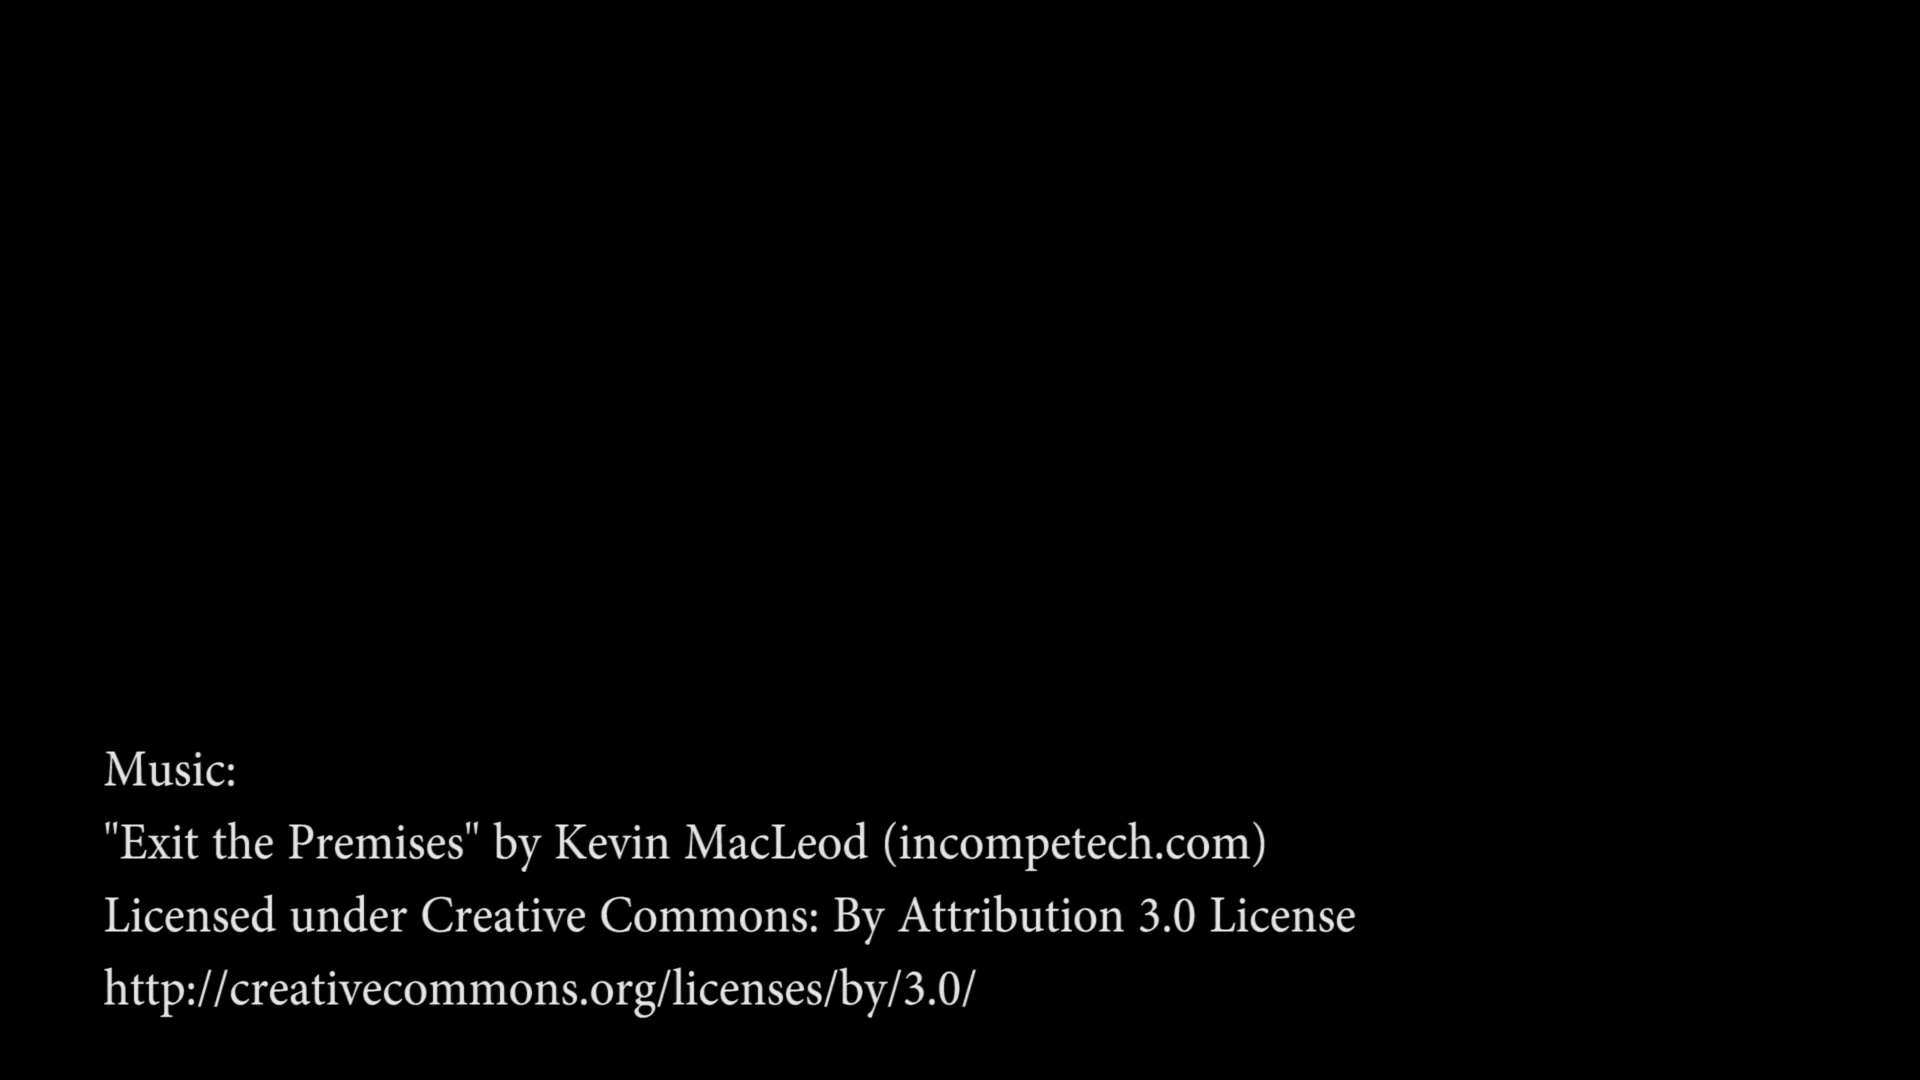 Music:
"Exit the Premises" by Kevin MacLeod (incompetech.com)
Licensed under Creative Commons: By Attribution 3.0 License
http://creativecommons.org/licenses/by/3.0/